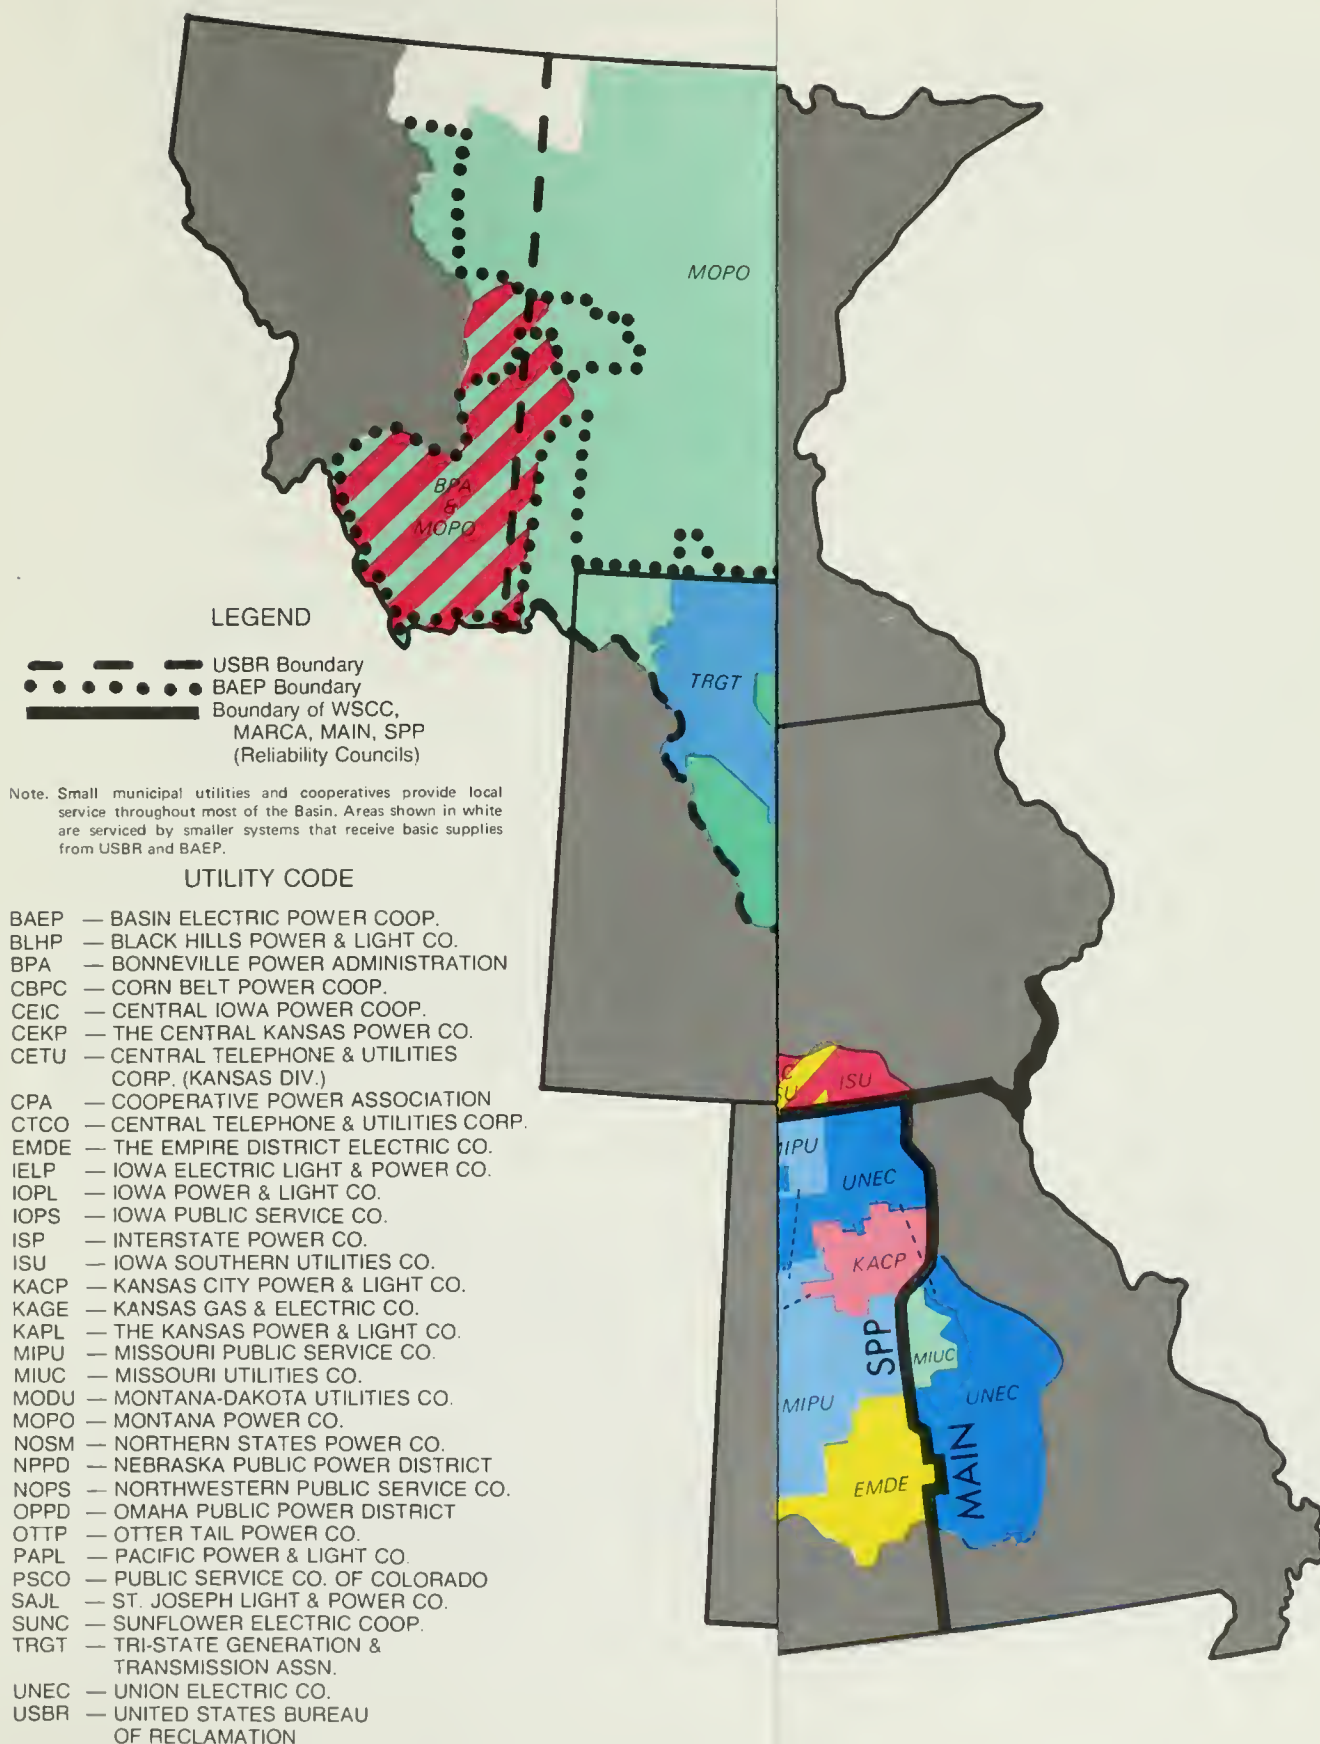 MOPO
BPA
&
MOPO
LEGEND
USBR Boundary
BAEP Boundary
Boundary of WSCC,
MARCA, MAIN, SPP
(Reliability Councils)
TRGT
Note. Small municipal utilities and cooperatives provide local
service throughout most of the Basin. Areas shown in white
are serviced by smaller systems that receive basic supplies
from USBR and BAEP.
UTILITY CODE
BAEP — BASIN ELECTRIC POWER COOP.
BLHP — BLACK HILLS POWER & LIGHT CO.
BPA — BONNEVILLE POWER ADMINISTRATION
CBPC — CORN BELT POWER COOP.
CEIC — CENTRAL IOWA POWER COOP.
CEKP — THE CENTRAL KANSAS POWER CO.
CETU — CENTRAL TELEPHONE & UTILITIES
CORP. (KANSAS DIV.)
CPA — COOPERATIVE POWER ASSOCIATION
CTCO — CENTRAL TELEPHONE & UTILITIES CORP.
EMDE — THE EMPIRE DISTRICT ELECTRIC CO.
IELP — IOWA ELECTRIC LIGHT & POWER CO.
IOPL — IOWA POWER & LIGHT CO.
IOPS — IOWA PUBLIC SERVICE CO.
ISP — INTERSTATE POWER CO.
ISU — IOWA SOUTHERN UTILITIES CO.
KACP — KANSAS CITY POWER & LIGHT CO.
KAGE — KANSAS GAS & ELECTRIC CO.
KAPL — THE KANSAS POWER & LIGHT CO.
MIPU — MISSOURI PUBLIC SERVICE CO.
MIUC — MISSOURI UTILITIES CO.
MODU — MONTANA-DAKOTA UTILITIES CO.
MOPO — MONTANA POWER CO.
NOSM — NORTHERN STATES POWER CO.
NPPD — NEBRASKA PUBLIC POWER DISTRICT
NOPS — NORTHWESTERN PUBLIC SERVICE CO.
OPPD — OMAHA PUBLIC POWER DISTRICT
OTTP — OTTER TAIL POWER CO.
PAPL — PACIFIC POWER & LIGHT CO.
PSCO — PUBLIC SERVICE CO. OF COLORADO
SAJL — ST. JOSEPH LIGHT & POWER CO.
SUNC — SUNFLOWER ELECTRIC COOP.
TRGT — TRI-STATE GENERATION &
TRANSMISSION ASSN.
UNEC — UNION ELECTRIC CO.
USBR — UNITED STATES BUREAU
OF RECLAMATION
C
SU
ISU
IPU
UNEC
KACP
SPP
MIUC
MIPU
UNEC
MAIN
EMDE